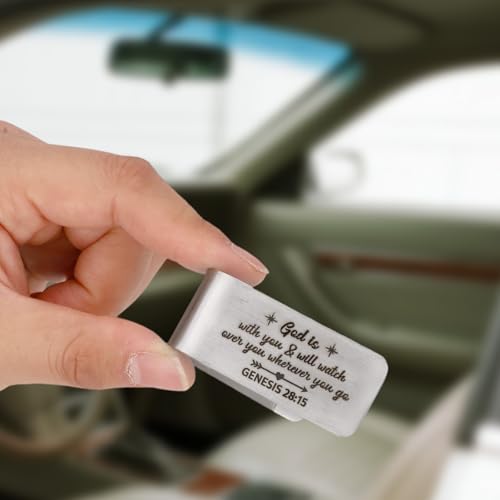 God is
with you & will watch
over you wherever you go
GENESIS 28:15